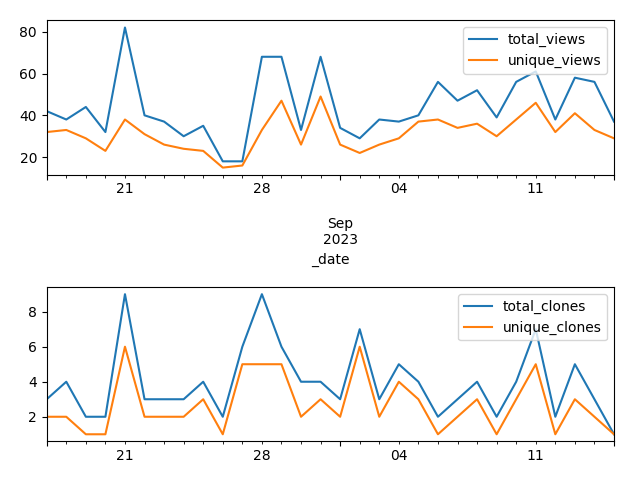 80
60
40
20
total_views
unique_views
21
28
04
11
Sep
2023
_date
8
6
4
2
total_clones
unique_clones
21
28
04
11